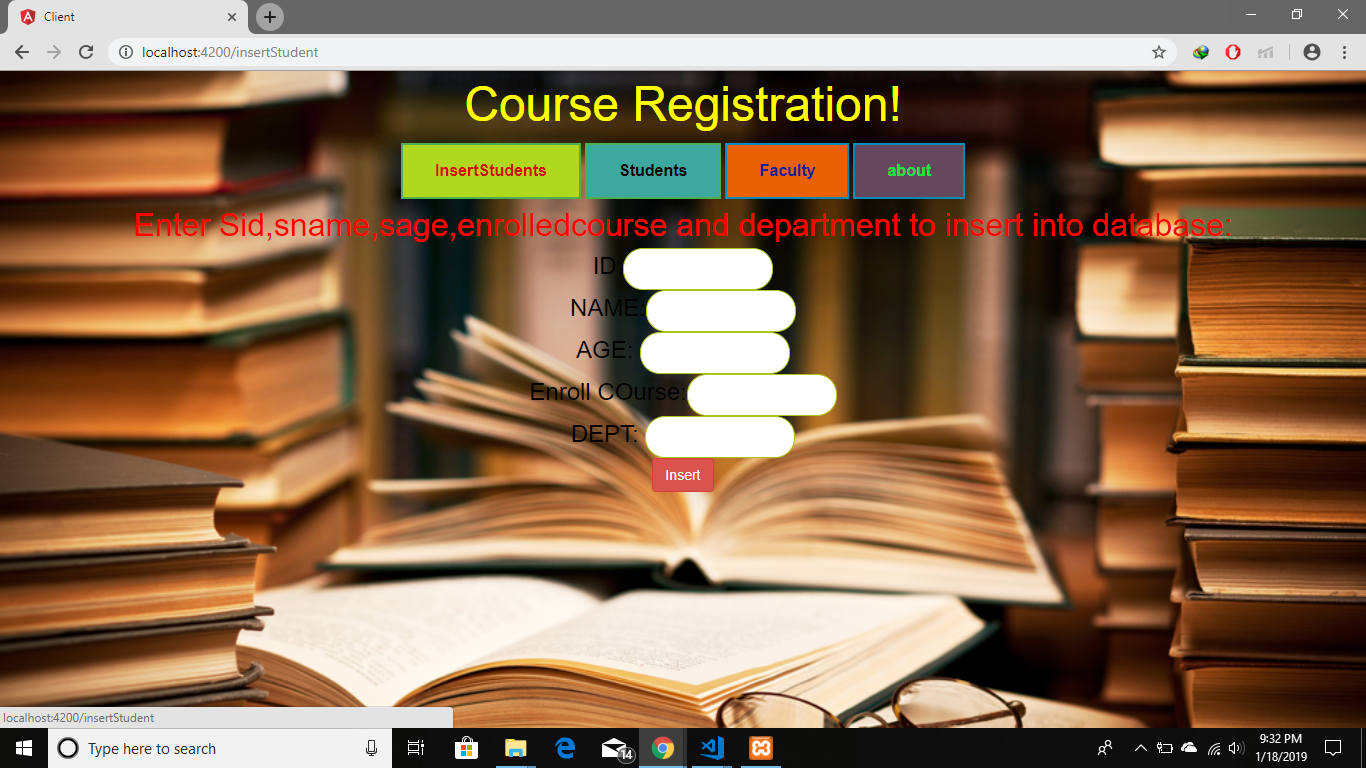 Client
localhost:4200/insertStudent
Course Registration!
InsertStudents Students Faculty about
Enter Sid,sname,sage,enrolledcourse and department to insert into database:
ID
NAME:
AGE:
Enroll COurse:
DEPT:
Insert
localhost:4200/insertStudent
Type here to search
14
9:32 PM
1/18/2019